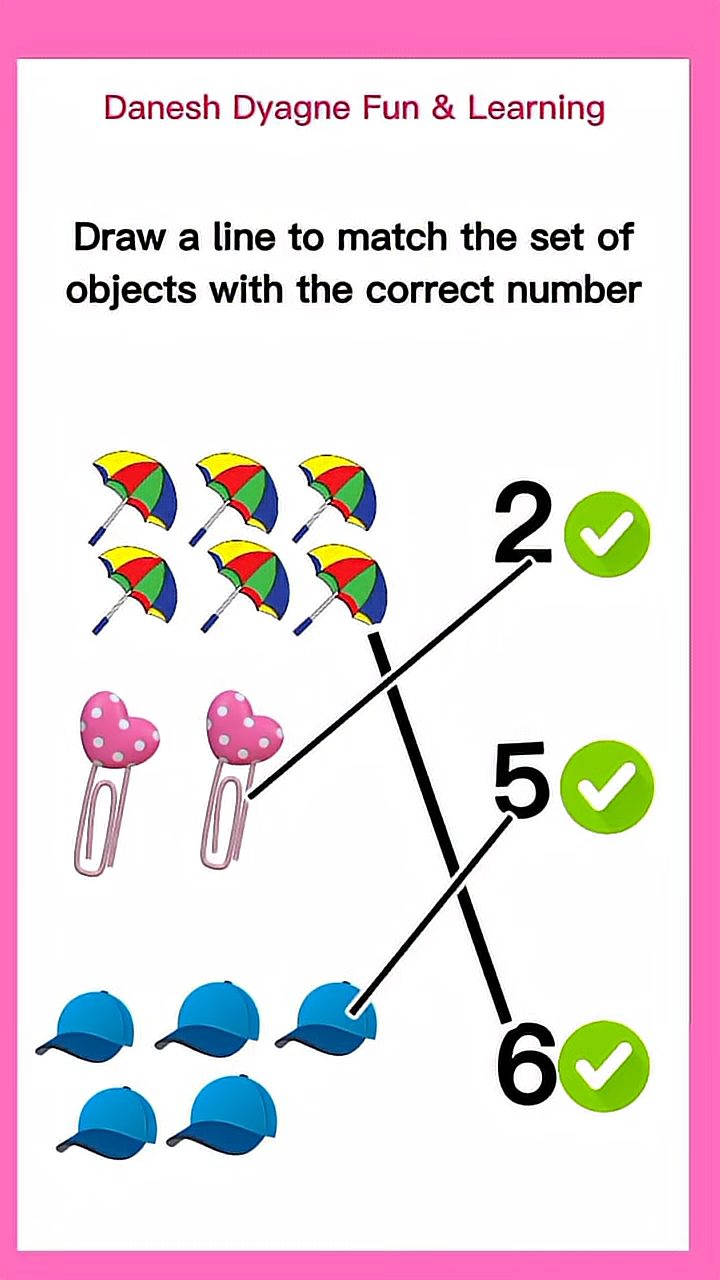 Danesh Dyagne Fun & Learning
Draw a line to match the set of
objects with the correct number
2
5
6